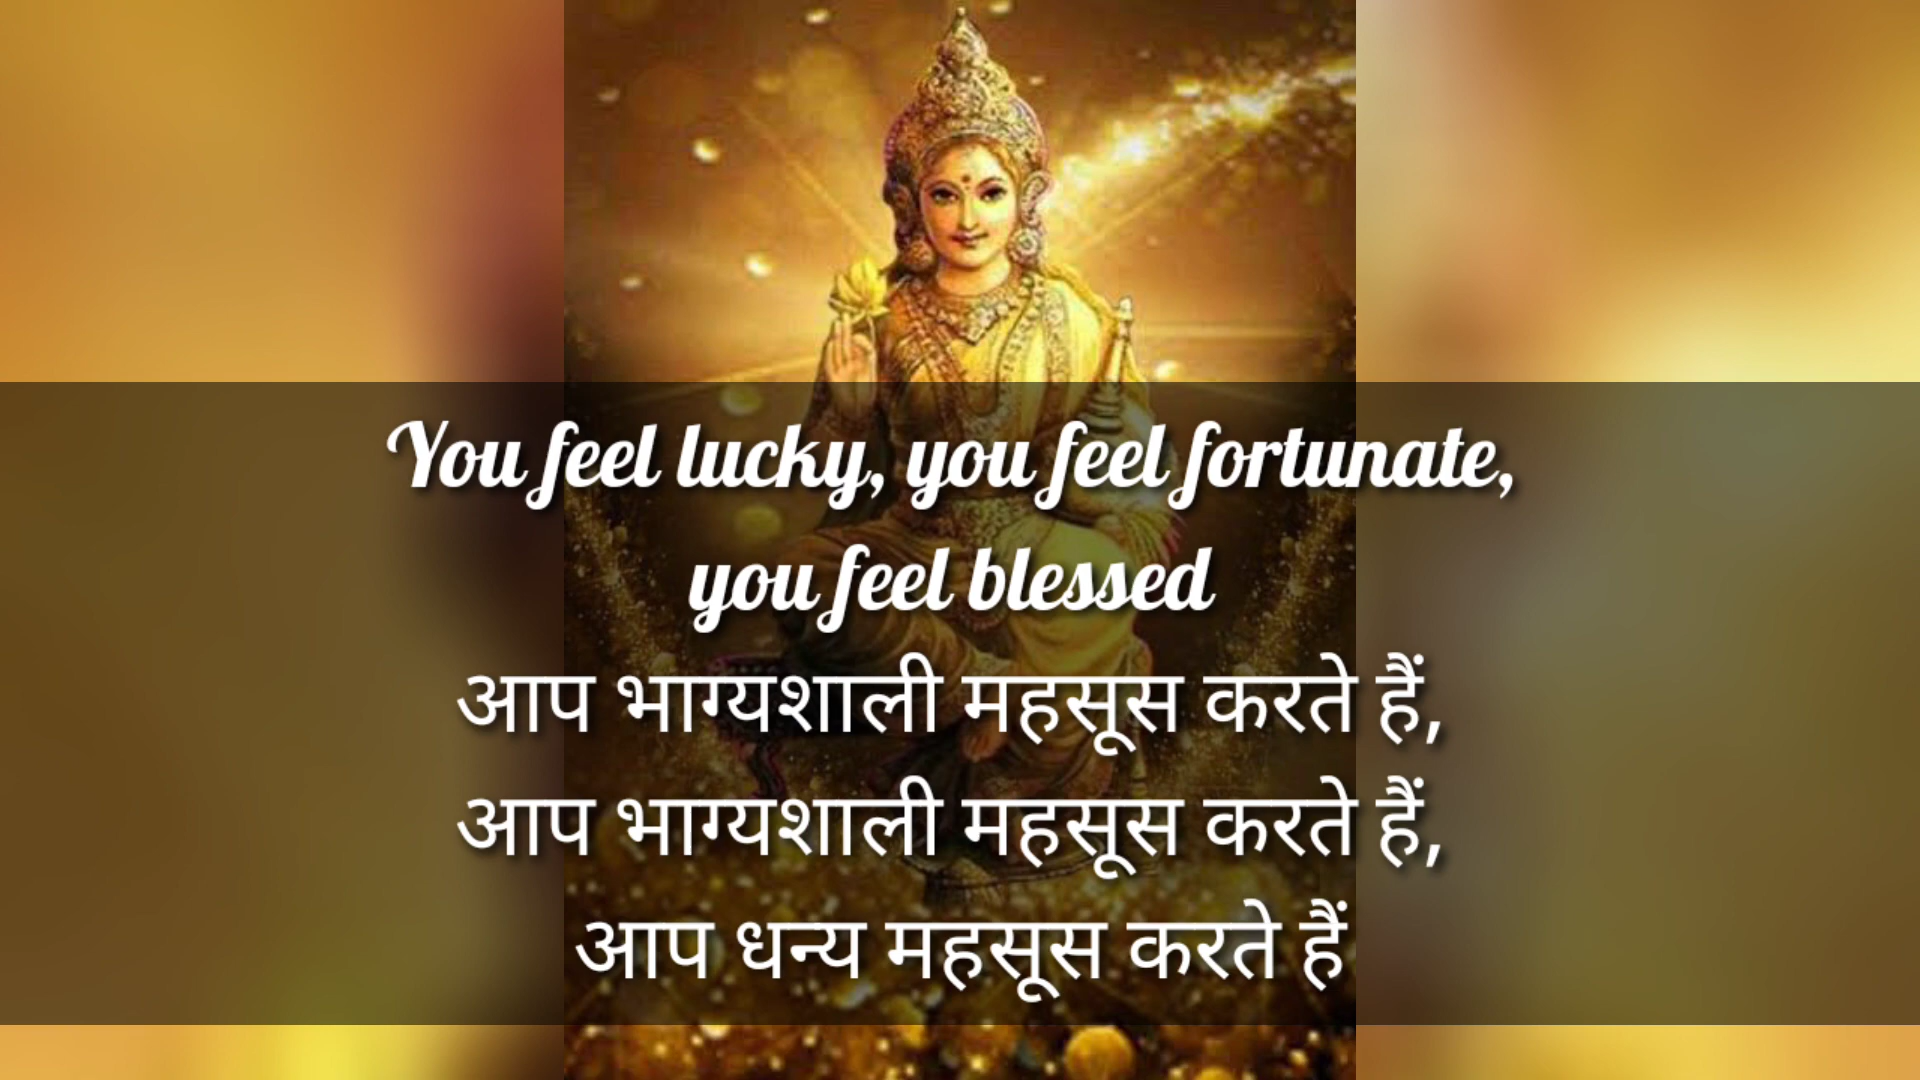 You feel lucky, you feel fortunate,
you feel blessed
आप भाग्यशाली महसूस करते हैं,
आप भाग्यशाली महसूस करते हैं,
आप धन्य महसूस करते हैं